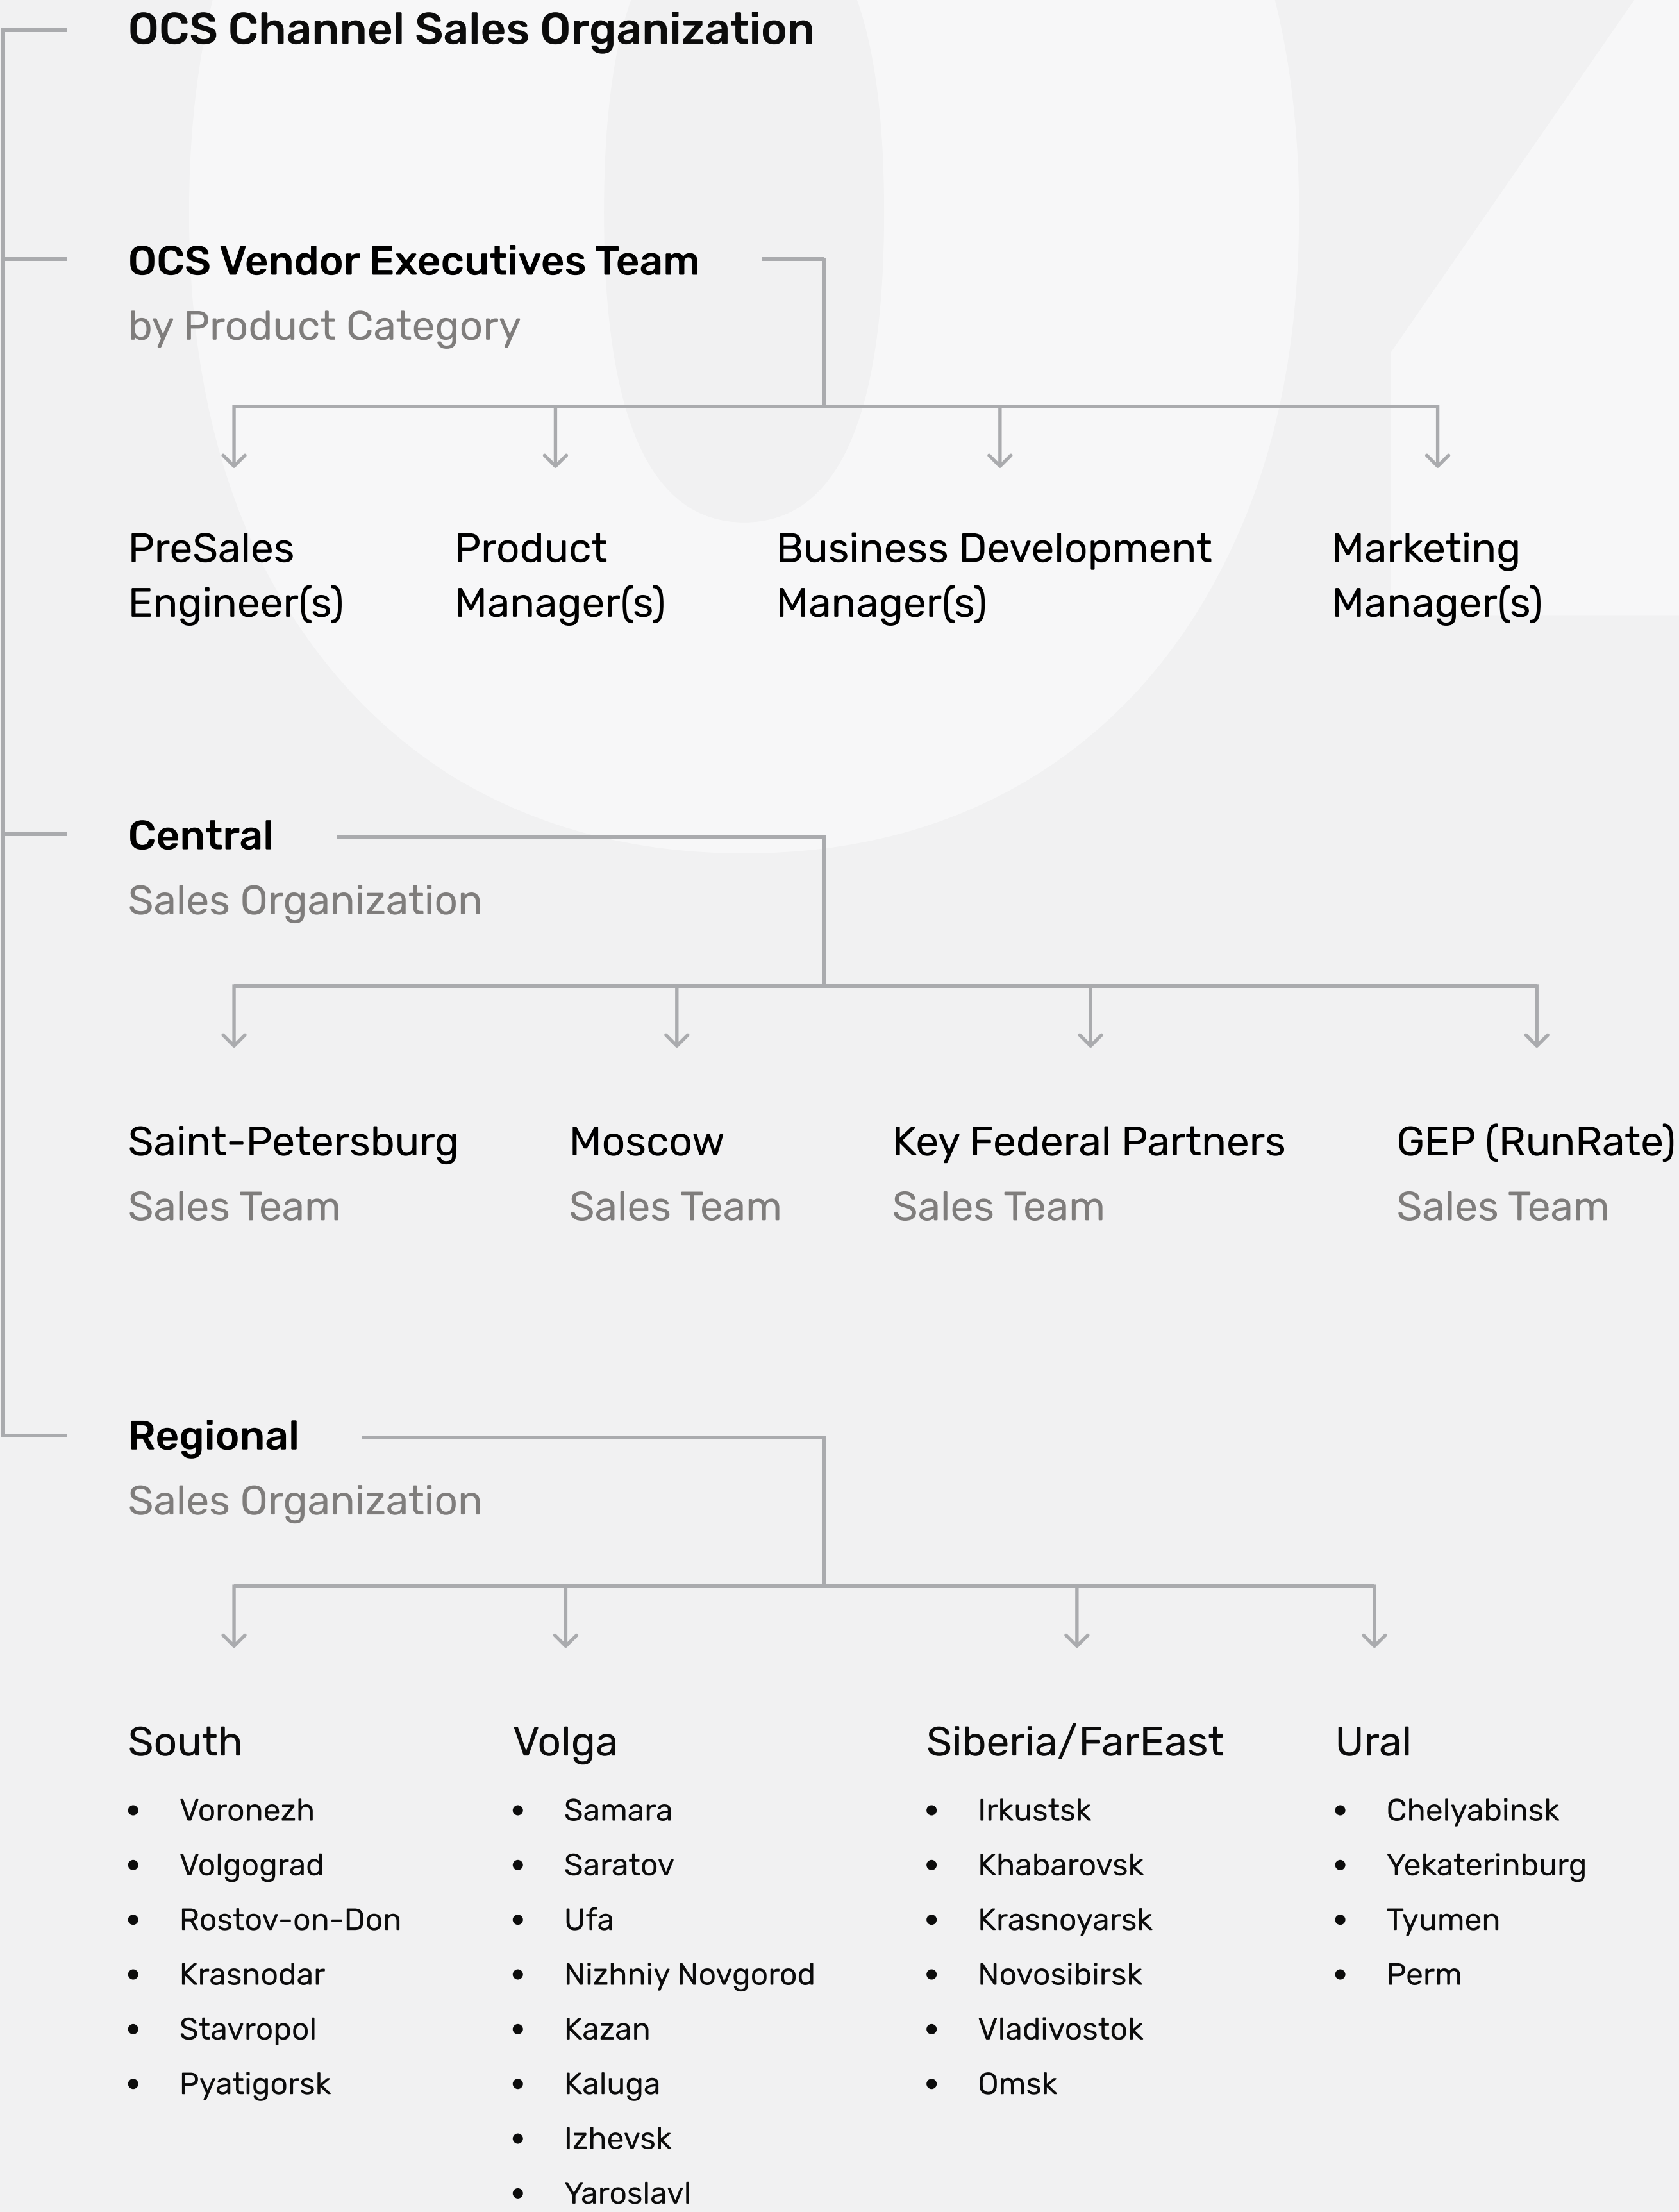 OCS Channel Sales Organization
OCS Vendor Executives Team
by Product Category
PreSales
Engineer(s)
Product
Manager(s)
Business Development
Manager(s)
Marketing
Manager(s)
Central
Sales Organization
Saint-Petersburg
Sales Team
Moscow
Sales Team
Key Federal Partners
Sales Team
GEP (RunRate)
Sales Team
Regional
Sales Organization
South
• Voronezh
• Volgograd
• Rostov-on-Don
• Krasnodar
• Stavropol
• Pyatigorsk
Volga
• Samara
• Saratov
• Ufa
• Nizhniy Novgorod
• Kazan
• Kaluga
• Izhevsk
• Yaroslavl
Siberia/FarEast
• Irkustsk
• Khabarovsk
• Krasnoyarsk
• Novosibirsk
• Vladivostok
• Omsk
Ural
• Chelyabinsk
• Yekaterinburg
• Tyumen
• Perm